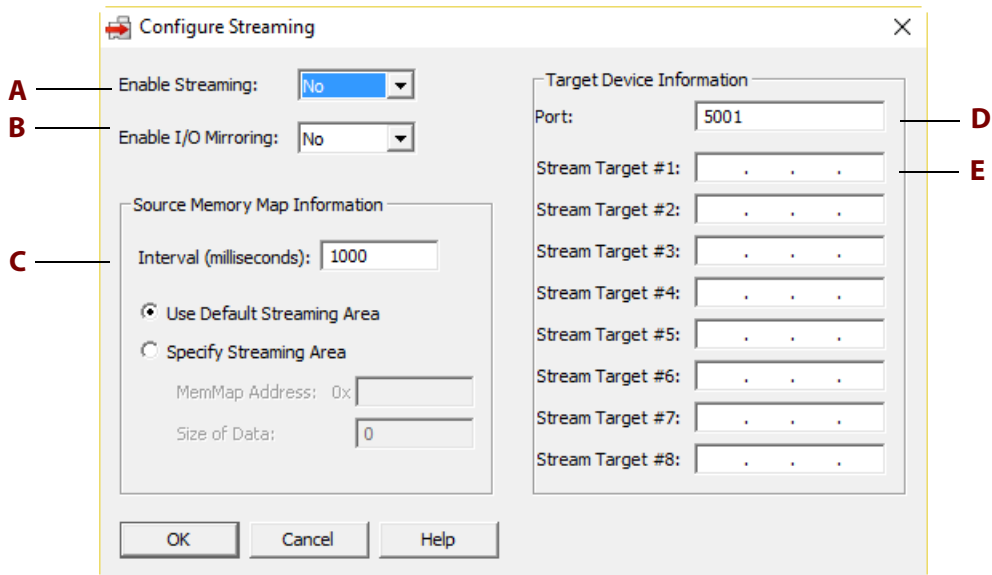 Configure Streaming
A
Enable Streaming: No
B
Enable I/O Mirroring: No
Source Memory Map Information
C
Interval (milliseconds): 1000
Use Default Streaming Area
Specify Streaming Area
MemMap Address: 0x
Size of Data: 0
Target Device Information
Port: 5001
D
Stream Target #1: . . .
E
Stream Target #2: . . .
Stream Target #3: . . .
Stream Target #4: . . .
Stream Target #5: . . .
Stream Target #6: . . .
Stream Target #7: . . .
Stream Target #8: . . .
OK Cancel Help